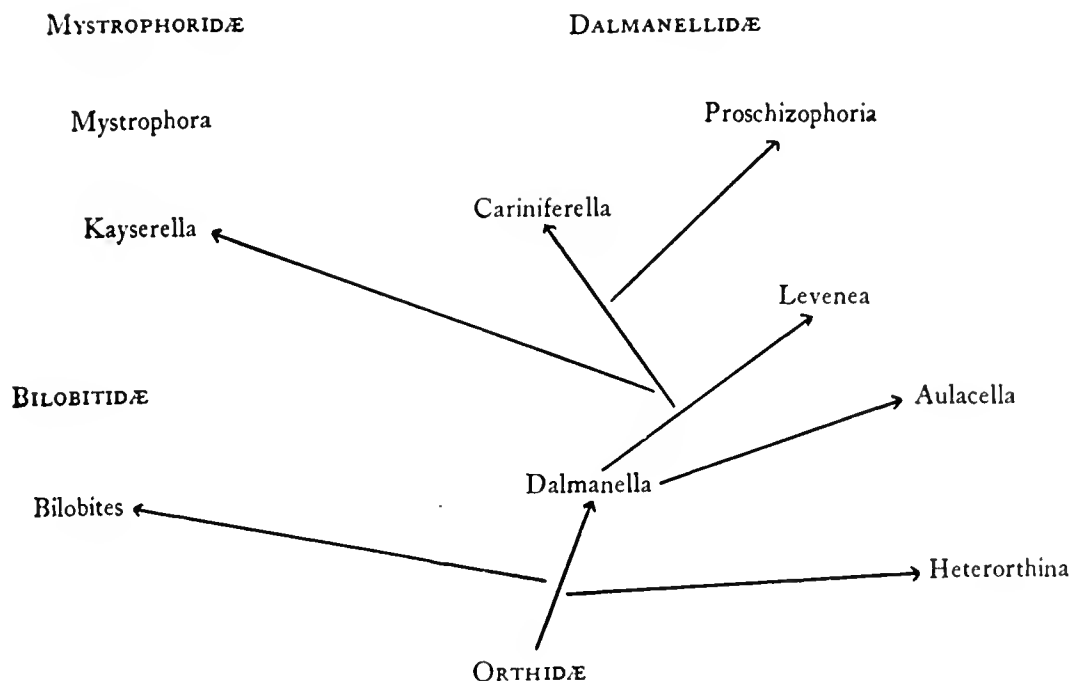 MYSTROPHORIDÆ
DALMANELLIDÆ
Mystrophora
Proschizophoria
Cariniferella
Kayserella
Levenea
BILOBITIDÆ
Aulacella
Dalmanella
Bilobites
Heterorthina
ORTHIDÆ